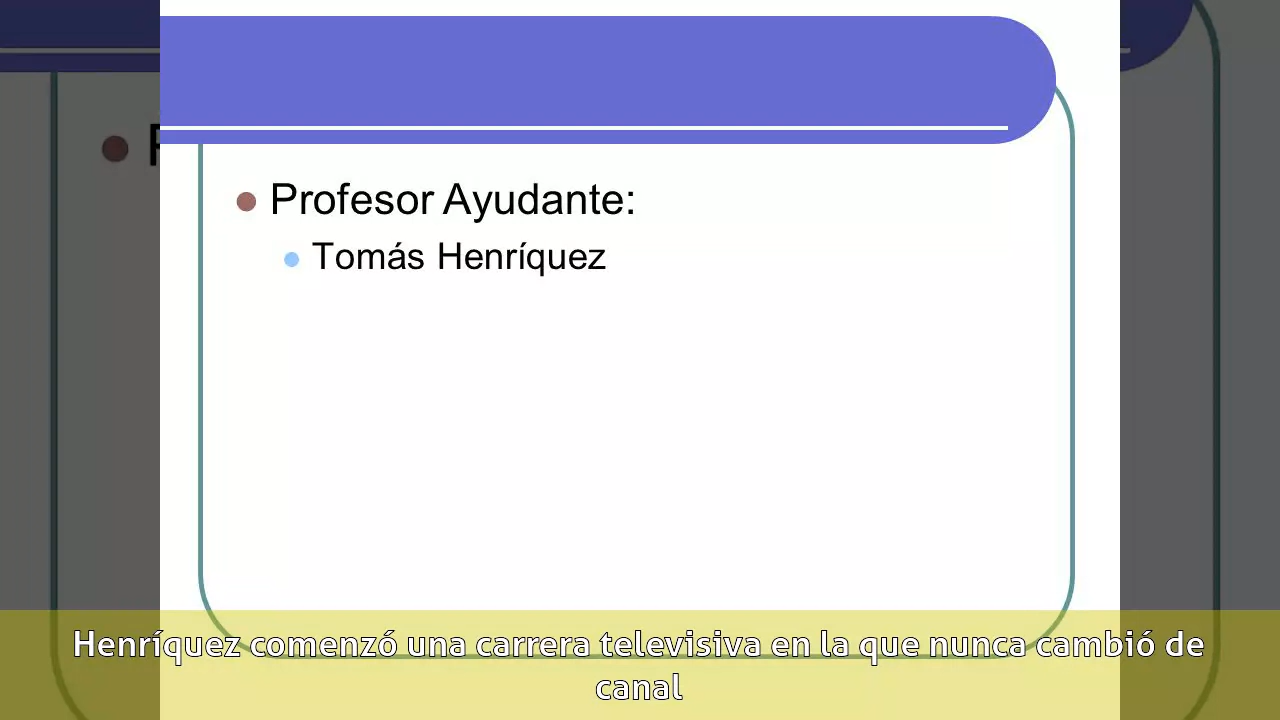 Profesor Ayudante:
Tomás Henríquez
Henríquez comenzó una carrera televisiva en la que nunca cambió de
canal